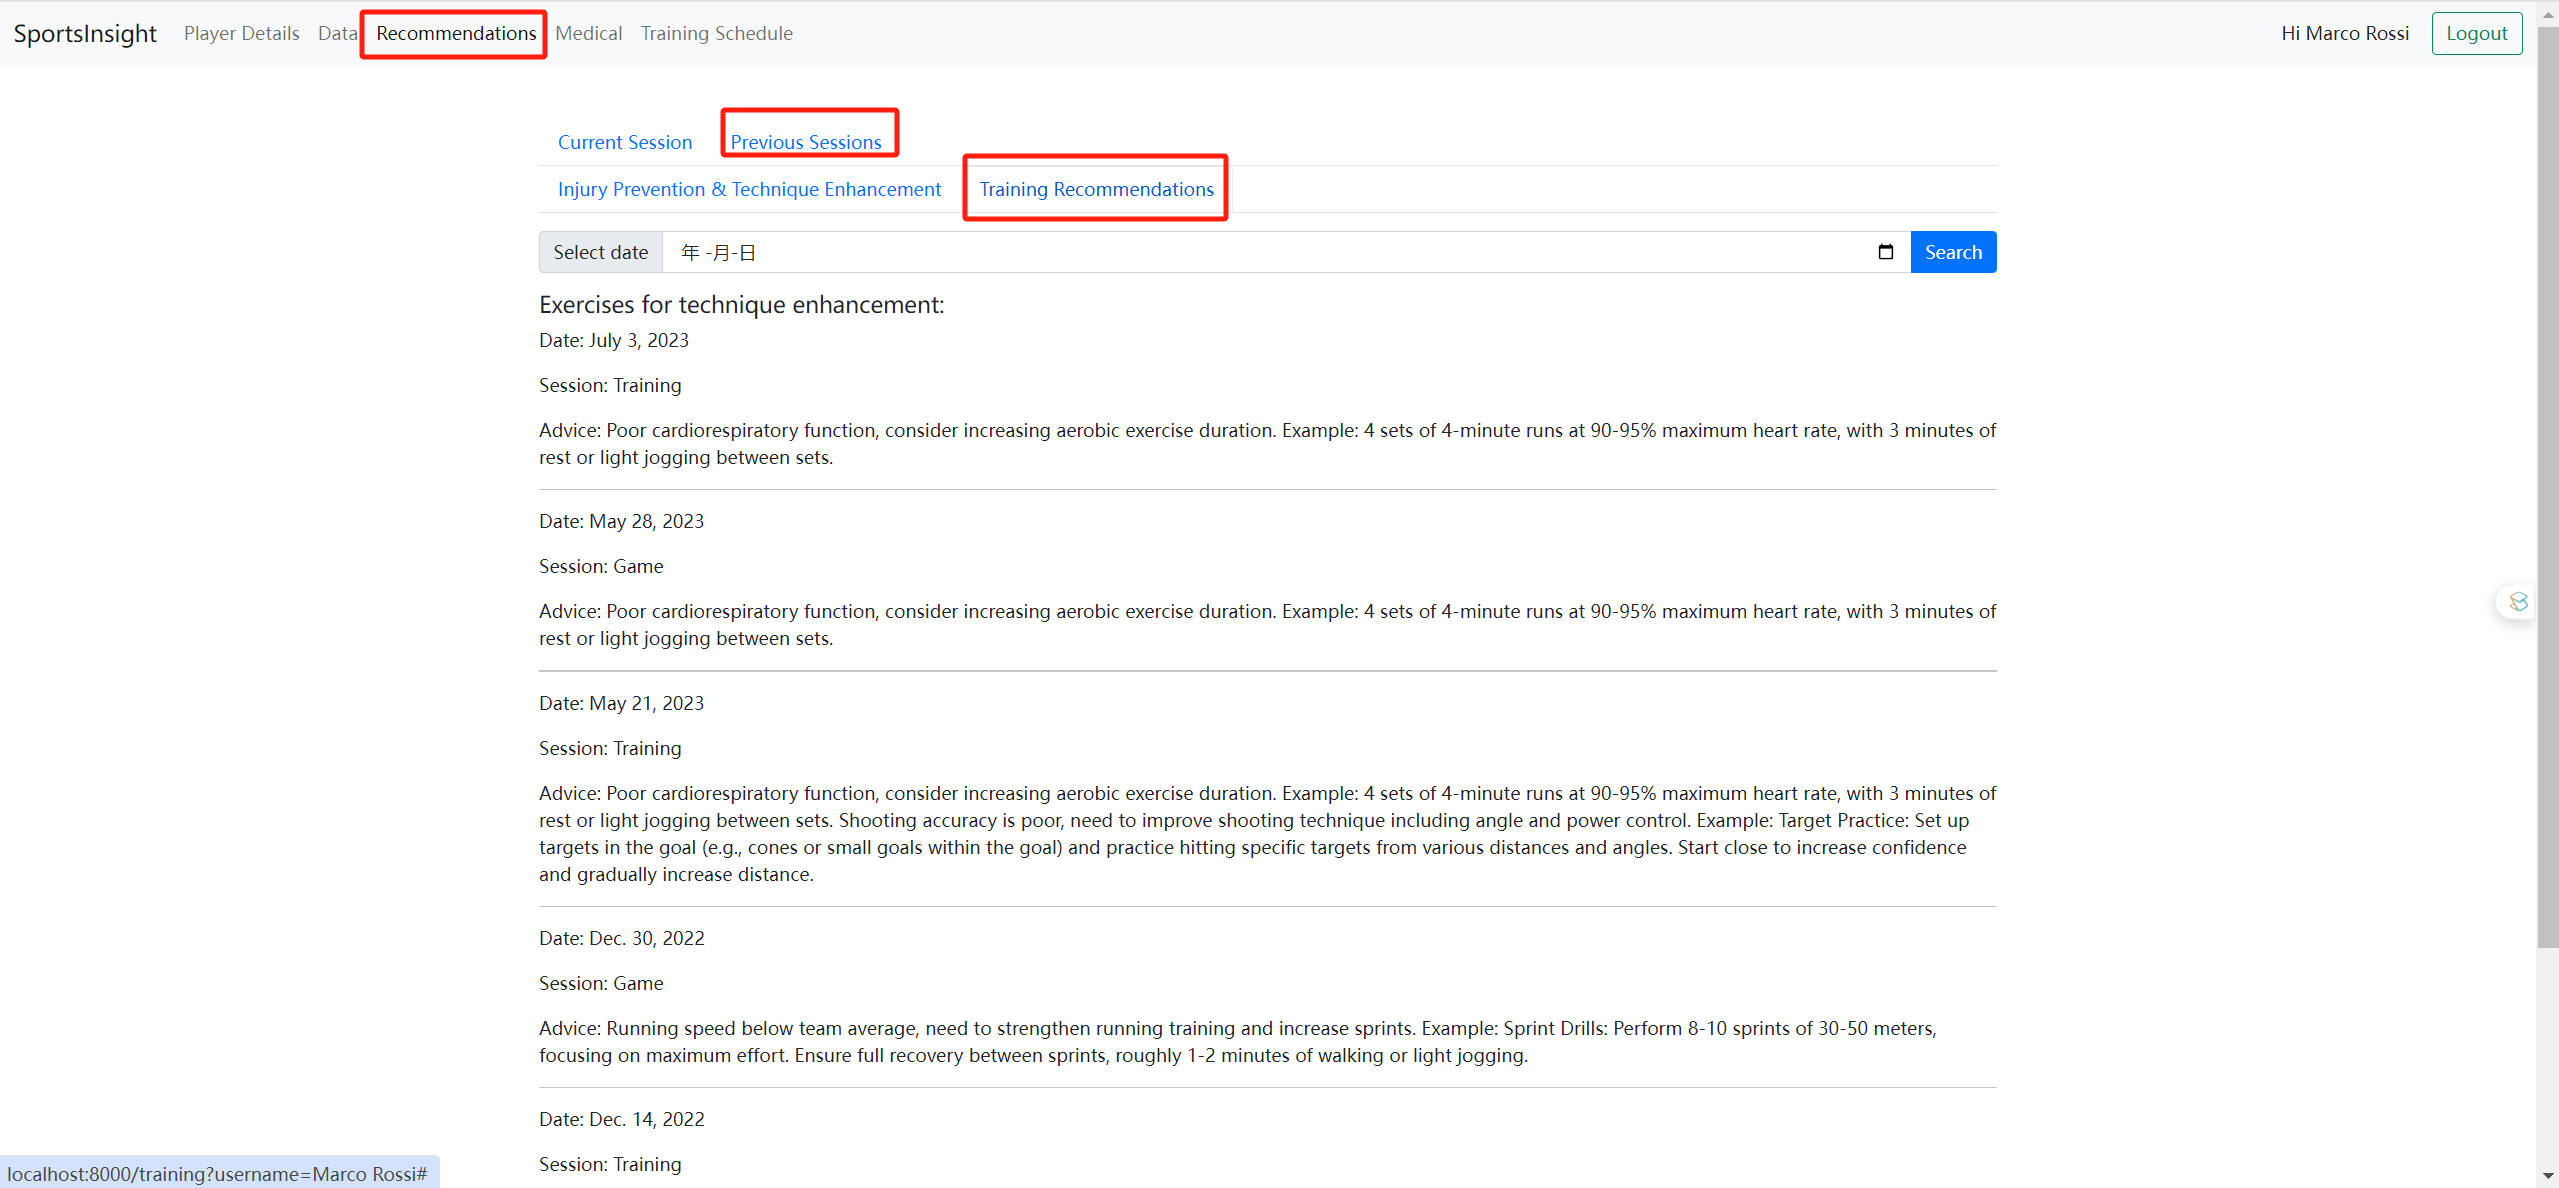 SportsInsight Player Details Data Recommendations Medical Training Schedule Hi Marco Rossi Logout
Current Session Previous Sessions
Injury Prevention & Technique Enhancement Training Recommendations
Select date 年 -月-日 Search
Exercises for technique enhancement:
Date: July 3, 2023
Session: Training
Advice: Poor cardiorespiratory function, consider increasing aerobic exercise duration. Example: 4 sets of 4-minute runs at 90-95% maximum heart rate, with 3 minutes of
rest or light jogging between sets.
Date: May 28, 2023
Session: Game
Advice: Poor cardiorespiratory function, consider increasing aerobic exercise duration. Example: 4 sets of 4-minute runs at 90-95% maximum heart rate, with 3 minutes of
rest or light jogging between sets.
Date: May 21, 2023
Session: Training
Advice: Poor cardiorespiratory function, consider increasing aerobic exercise duration. Example: 4 sets of 4-minute runs at 90-95% maximum heart rate, with 3 minutes of
rest or light jogging between sets. Shooting accuracy is poor, need to improve shooting technique including angle and power control. Example: Target Practice: Set up
targets in the goal (e.g., cones or small goals within the goal) and practice hitting specific targets from various distances and angles. Start close to increase confidence
and gradually increase distance.
Date: Dec. 30, 2022
Session: Game
Advice: Running speed below team average, need to strengthen running training and increase sprints. Example: Sprint Drills: Perform 8-10 sprints of 30-50 meters,
focusing on maximum effort. Ensure full recovery between sprints, roughly 1-2 minutes of walking or light jogging.
Date: Dec. 14, 2022
Session: Training
localhost:8000/training?username=Marco Rossi#